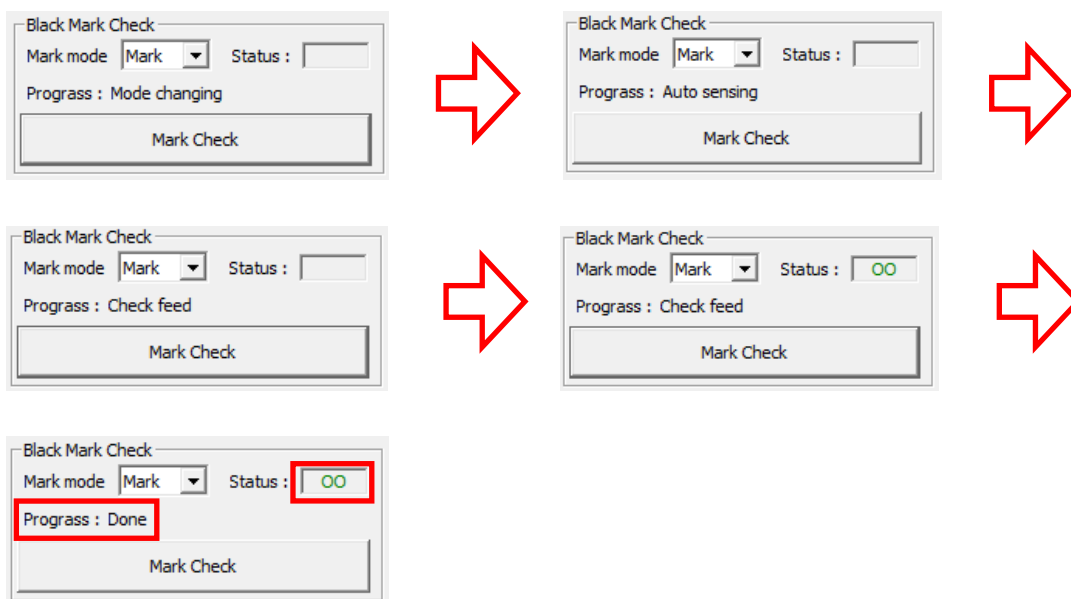 Black Mark Check
Mark mode Mark Status :
Prograss : Mode changing
Mark Check
Black Mark Check
Mark mode Mark Status :
Prograss : Auto sensing
Mark Check
Black Mark Check
Mark mode Mark Status :
Prograss : Check feed
Mark Check
Black Mark Check
Mark mode Mark Status : OO
Prograss : Check feed
Mark Check
Black Mark Check
Mark mode Mark Status : OO
Prograss : Done
Mark Check